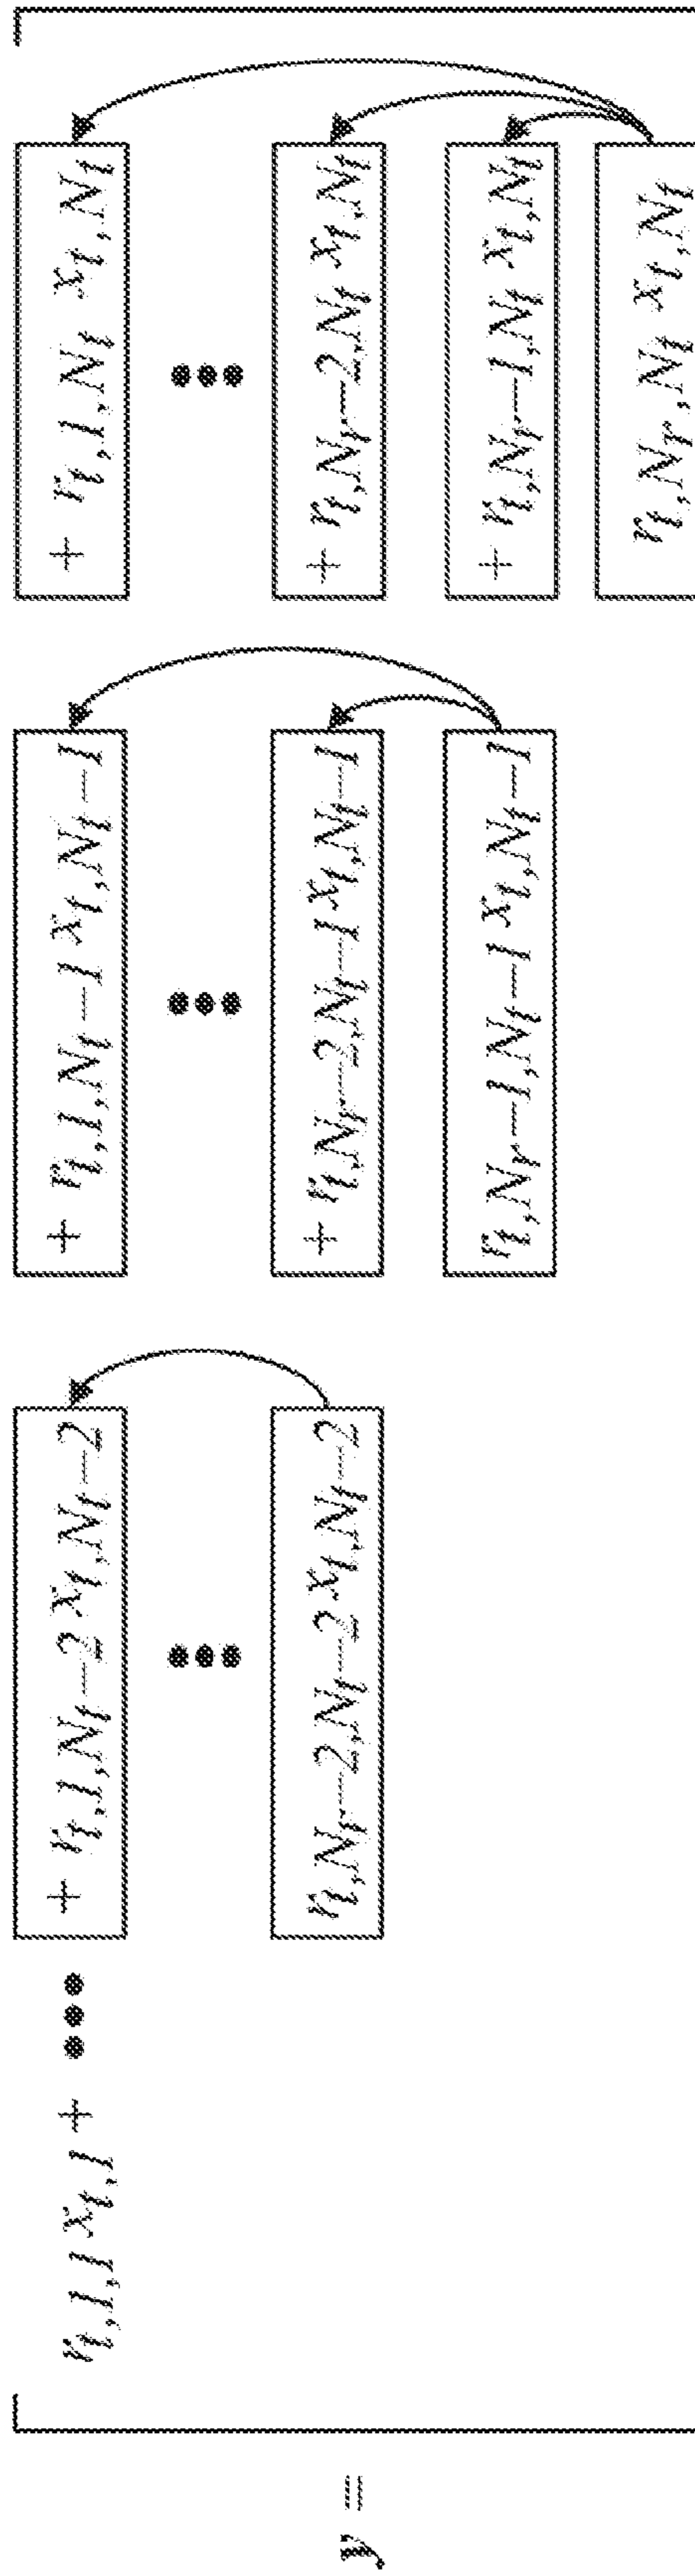 r_{t,1,1} x_{t,1} + ••• + r_{t,1,N_t−2} x_{t,N_t−2} + r_{t,1,N_t−1} x_{t,N_t−1} + r_{t,1,N_t} x_{t,N_t}
••• ••• •••
y = r_{t,N_r−2,N_t−2} x_{t,N_t−2} + r_{t,N_r−2,N_t−1} x_{t,N_t−1} + r_{t,N_r−2,N_t} x_{t,N_t}
r_{t,N_r−1,N_t−1} x_{t,N_t−1} + r_{t,N_r−1,N_t} x_{t,N_t}
r_{t,N_r,N_t} x_{t,N_t}